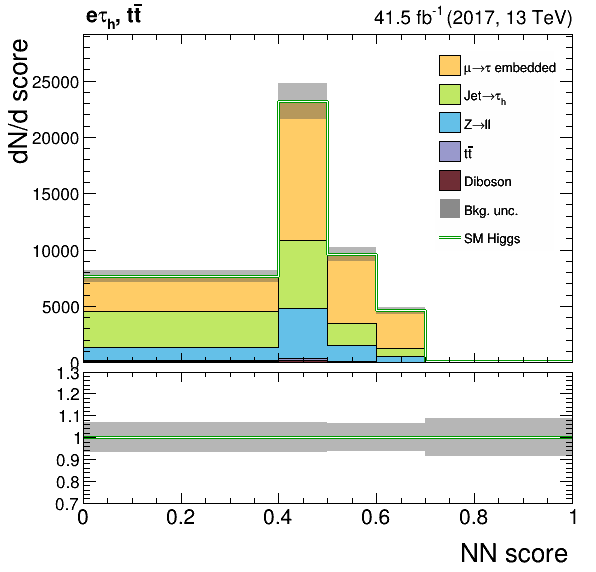 eτh, tt̄
41.5 fb⁻¹ (2017, 13 TeV)
dN/d score
25000
20000
15000
10000
5000
0
μ→τ embedded
Jet→τh
Z→ll
tt̄
Diboson
Bkg. unc.
SM Higgs
1.3
1.2
1.1
1
0.9
0.8
0.7
0 0.2 0.4 0.6 0.8 1
NN score